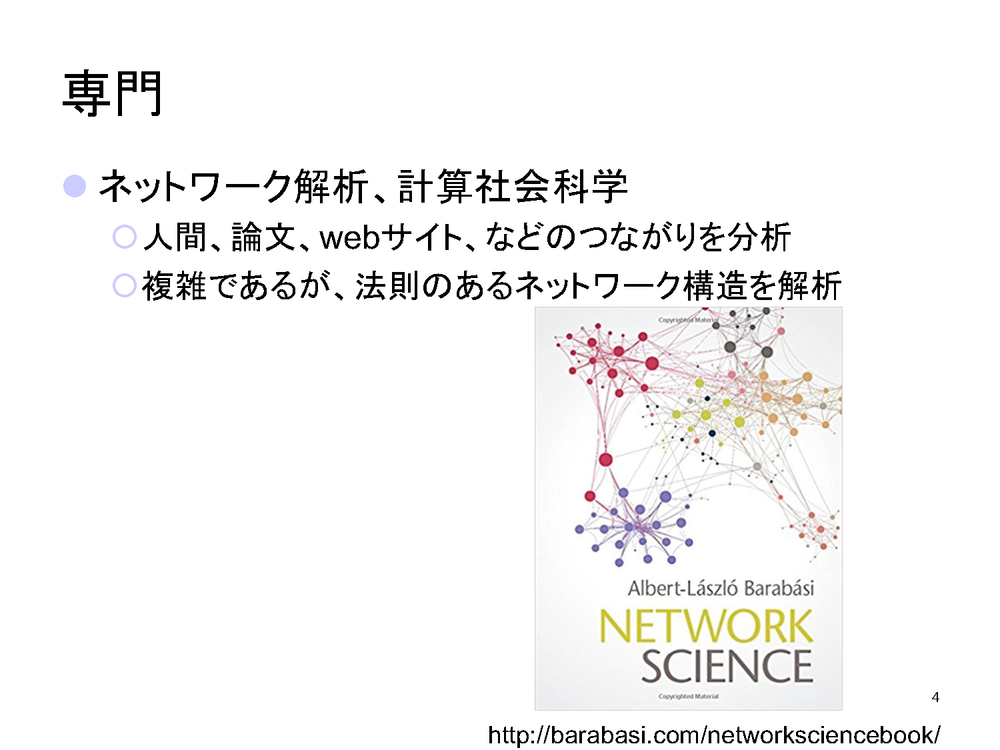 専門
ネットワーク解析、計算社会科学
人間、論文、webサイト、などのつながりを分析
複雑であるが、法則のあるネットワーク構造を解析
Copyrighted Material
Albert-László Barabási
NETWORK
SCIENCE
Copyrighted Material
4
http://barabasi.com/networksciencebook/